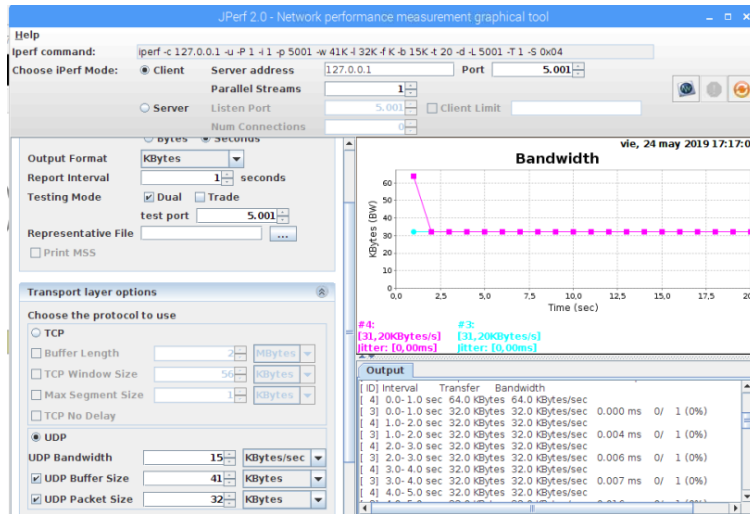 JPerf 2.0 - Network performance measurement graphical tool
Help
Iperf command: iperf -c 127.0.0.1 -u -P 1 -i 1 -p 5001 -w 41K -l 32K -f K -b 15K -t 20 -d -L 5001 -T 1 -S 0x04
Choose iPerf Mode: Client Server address 127.0.0.1 Port 5.001
Parallel Streams 1
Server Listen Port 5.001 Client Limit
Num Connections 0
Bytes Seconds
Output Format KBytes
Report Interval 1 seconds
Testing Mode Dual Trade
test port 5.001
Representative File ...
Print MSS
Transport layer options
Choose the protocol to use
TCP
Buffer Length 2 MBytes
TCP Window Size 56 KBytes
Max Segment Size 1 KBytes
TCP No Delay
UDP
UDP Bandwidth 15 KBytes/sec
UDP Buffer Size 41 KBytes
UDP Packet Size 32 KBytes
vie, 24 may 2019 17:17:0
Bandwidth
KBytes (BW)
60
50
40
30
20
10
0
0,0 2,5 5,0 7,5 10,0 12,5 15,0 17,5 20
Time (sec)
#4: #3:
[31,20KBytes/s] [31,20KBytes/s]
Jitter: [0,00ms] Jitter: [0,00ms]
Output
[ ID] Interval Transfer Bandwidth
[ 4] 0.0- 1.0 sec 64.0 KBytes 64.0 KBytes/sec
[ 3] 0.0- 1.0 sec 32.0 KBytes 32.0 KBytes/sec 0.000 ms 0/ 1 (0%)
[ 4] 1.0- 2.0 sec 32.0 KBytes 32.0 KBytes/sec
[ 3] 1.0- 2.0 sec 32.0 KBytes 32.0 KBytes/sec 0.004 ms 0/ 1 (0%)
[ 4] 2.0- 3.0 sec 32.0 KBytes 32.0 KBytes/sec
[ 3] 2.0- 3.0 sec 32.0 KBytes 32.0 KBytes/sec 0.006 ms 0/ 1 (0%)
[ 4] 3.0- 4.0 sec 32.0 KBytes 32.0 KBytes/sec
[ 3] 3.0- 4.0 sec 32.0 KBytes 32.0 KBytes/sec 0.007 ms 0/ 1 (0%)
[ 4] 4.0- 5.0 sec 32.0 KBytes 32.0 KBytes/sec